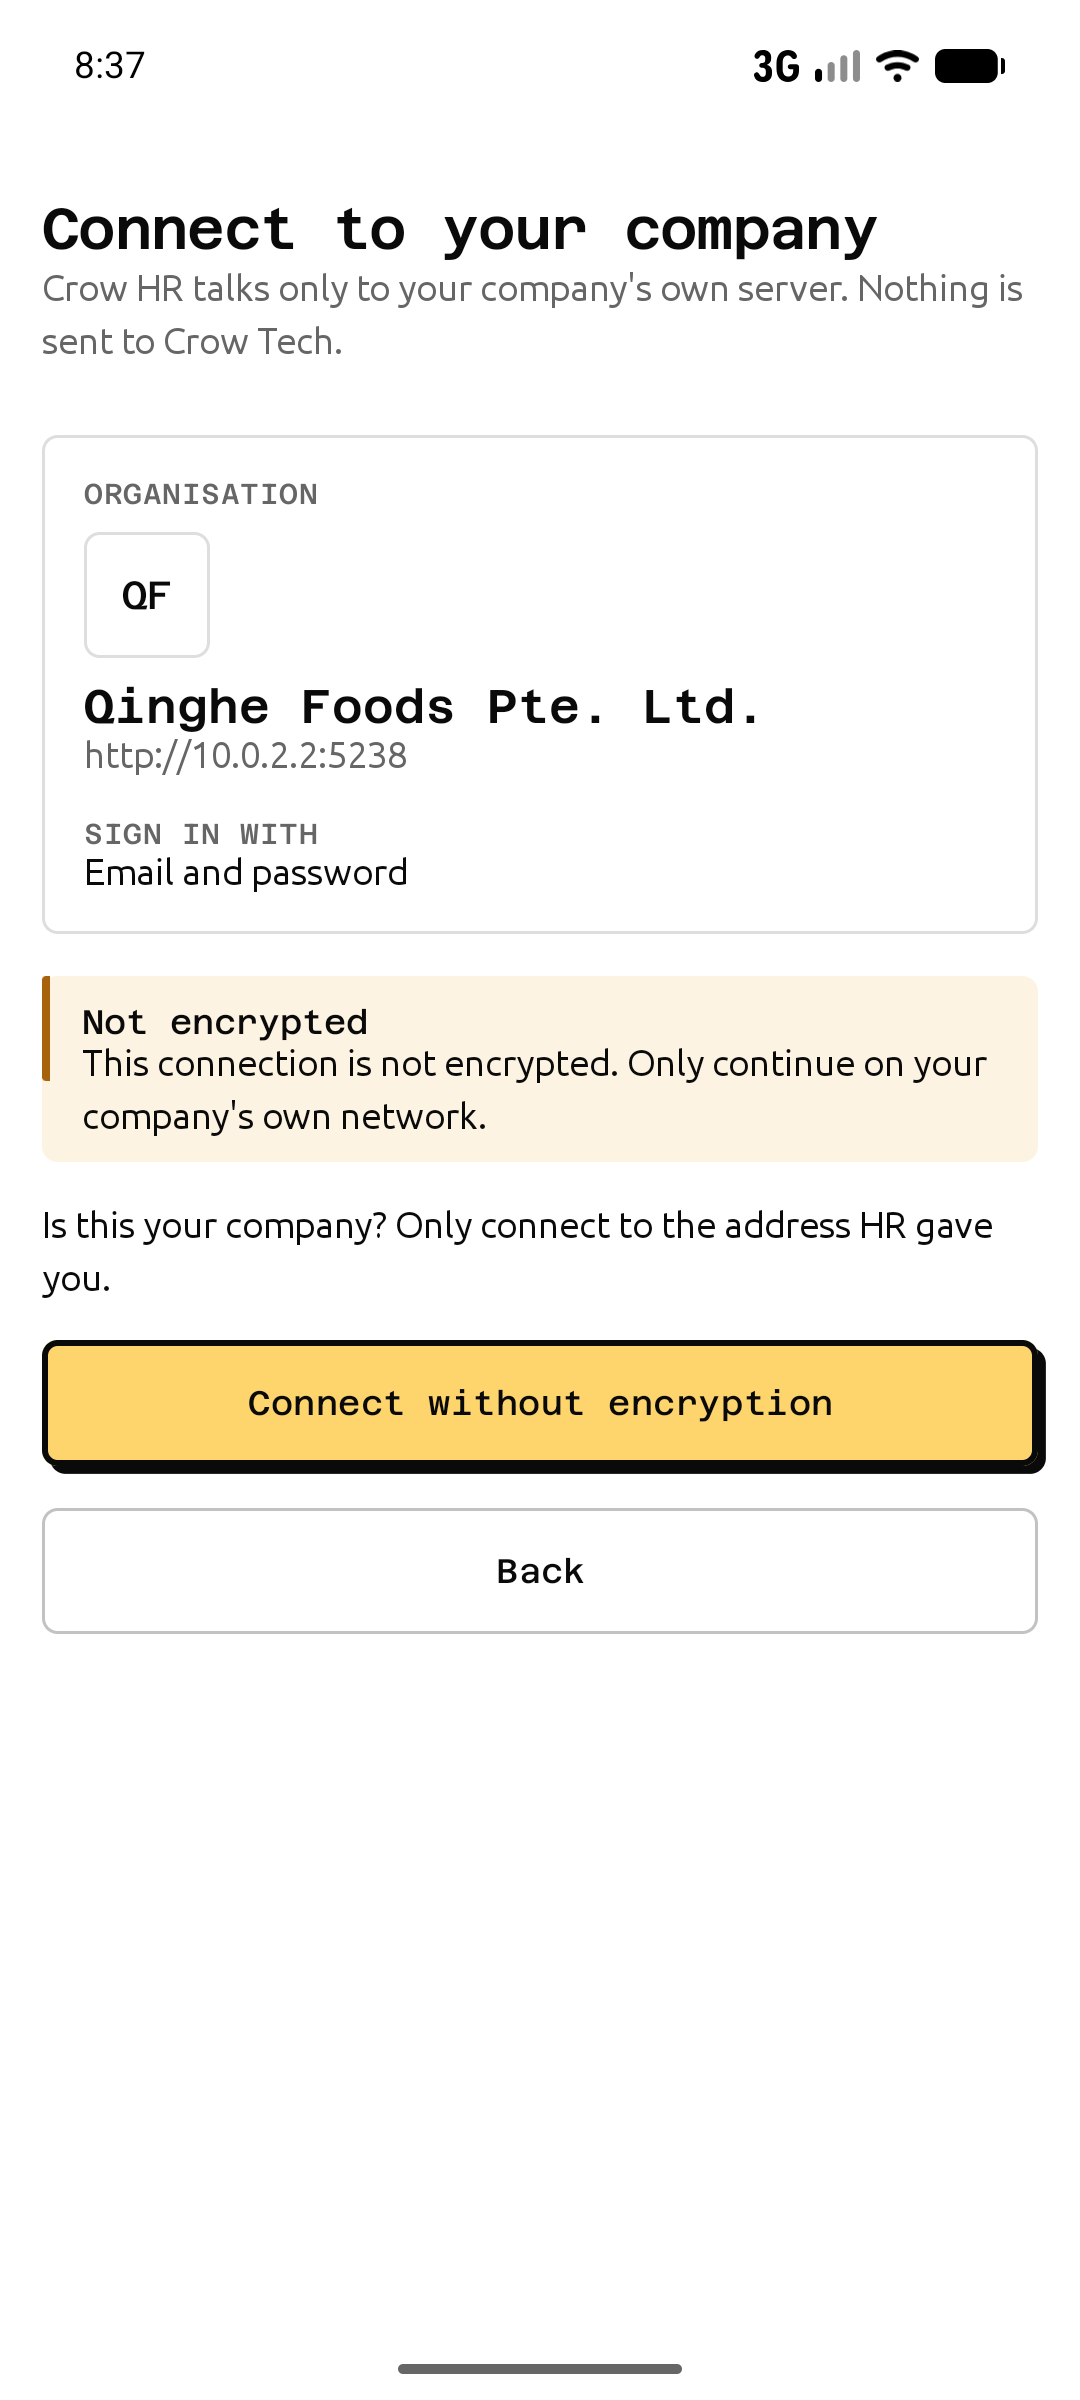 8:37
3G
Connect to your company
Crow HR talks only to your company's own server. Nothing is
sent to Crow Tech.
ORGANISATION
QF
Qinghe Foods Pte. Ltd.
http://10.0.2.2:5238
SIGN IN WITH
Email and password
Not encrypted
This connection is not encrypted. Only continue on your
company's own network.
Is this your company? Only connect to the address HR gave
you.
Connect without encryption
Back